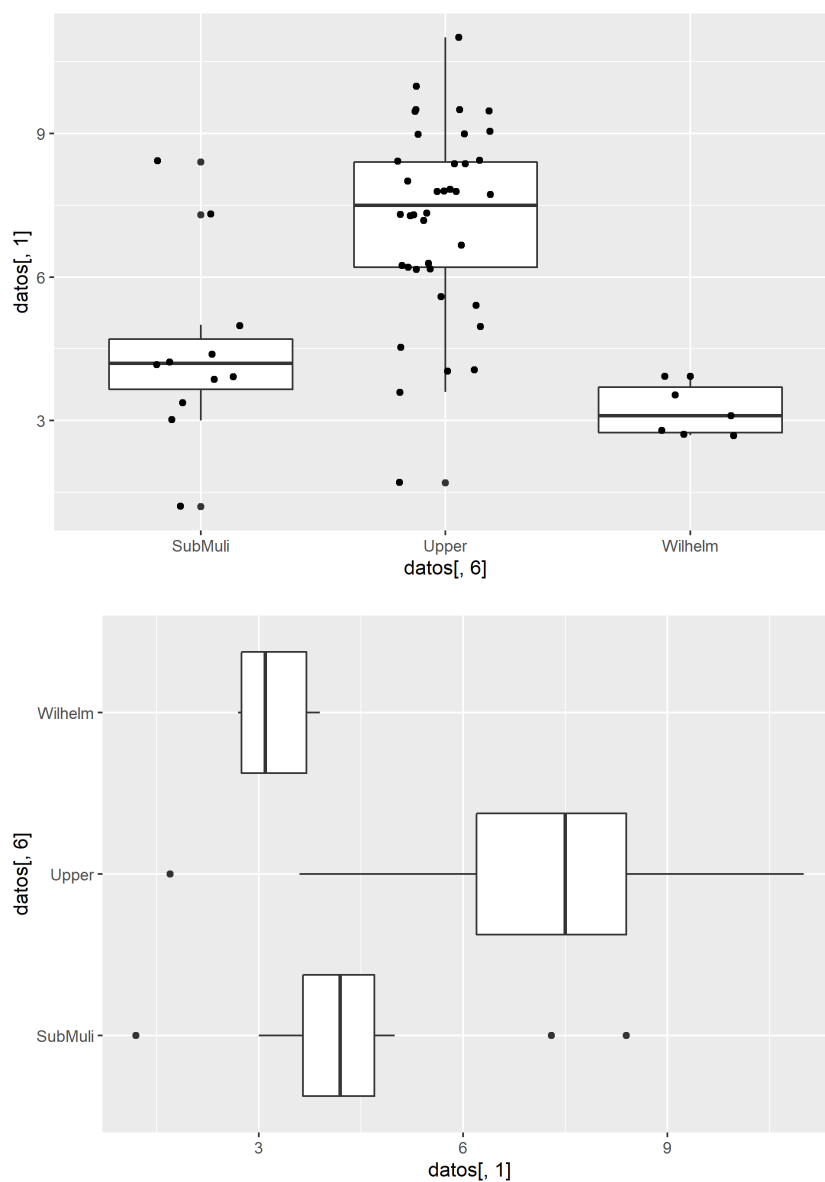 datos[, 1]
9
6
3
SubMuli Upper Wilhelm
datos[, 6]
datos[, 6]
Wilhelm
Upper
SubMuli
3 6 9
datos[, 1]